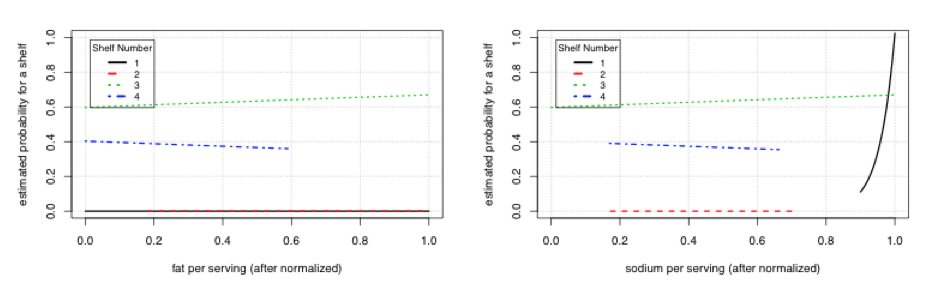 estimated probability for a shelf
1.0
0.8
0.6
0.4
0.2
0.0
Shelf Number
1
2
3
4
0.0 0.2 0.4 0.6 0.8 1.0
fat per serving (after normalized)
estimated probability for a shelf
1.0
0.8
0.6
0.4
0.2
0.0
Shelf Number
1
2
3
4
0.0 0.2 0.4 0.6 0.8 1.0
sodium per serving (after normalized)